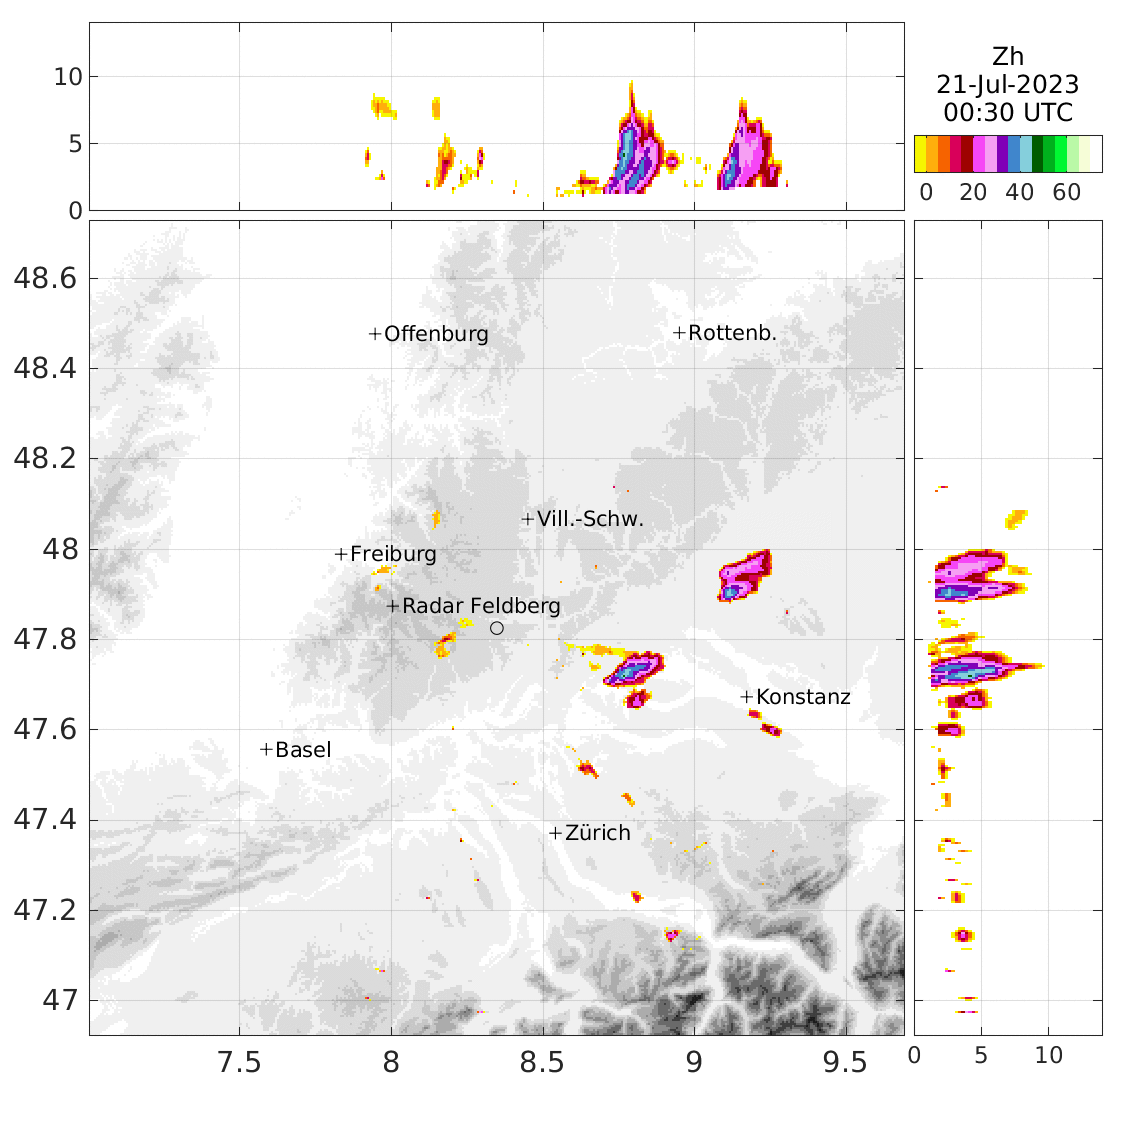 10
5
0
Zh
21-Jul-2023
00:30 UTC
0 20 40 60
48.6
48.4
48.2
48
47.8
47.6
47.4
47.2
47
Offenburg
Rottenb.
Vill.-Schw.
Freiburg
Radar Feldberg
Konstanz
Basel
Zürich
7.5 8 8.5 9 9.5
0 5 10